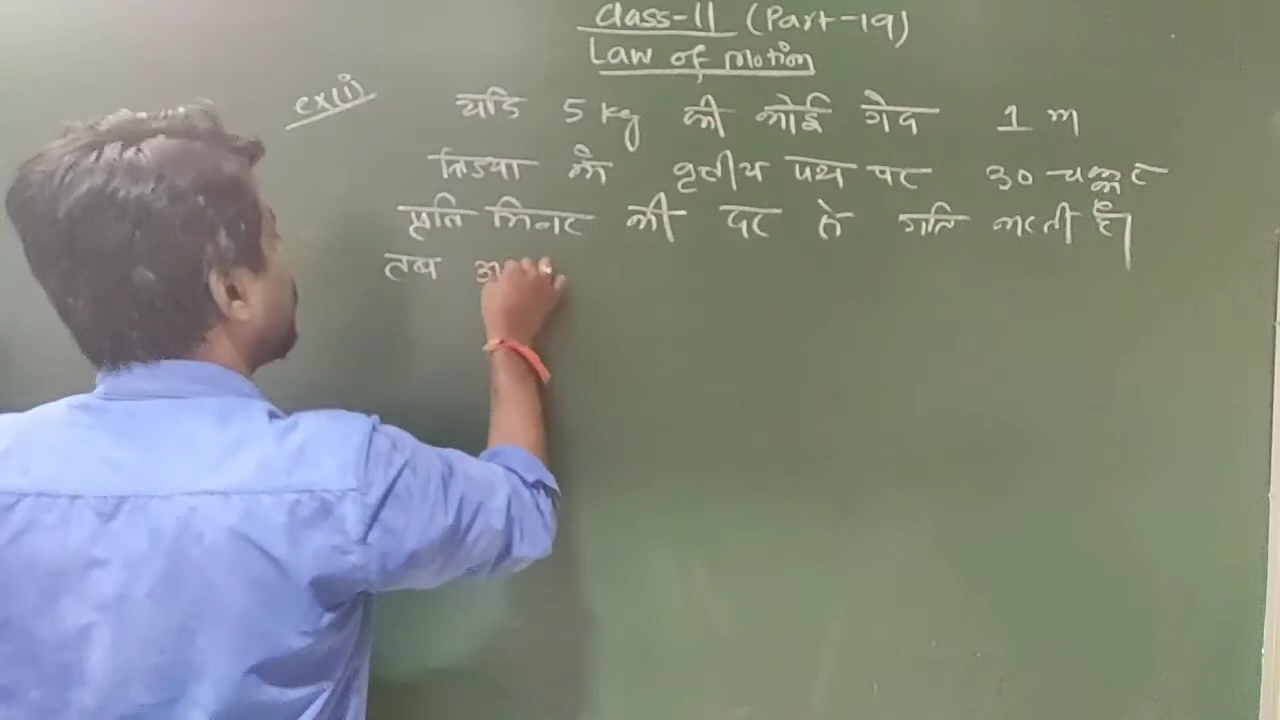 Class-11 (Part-19)
Law of motion
ex(i) यदि 5 kg की कोई गेंद 1 m
त्रिज्या के वृत्तीय पथ पर 30 चक्कर
प्रति मिनट की दर से गति करती है।
तब